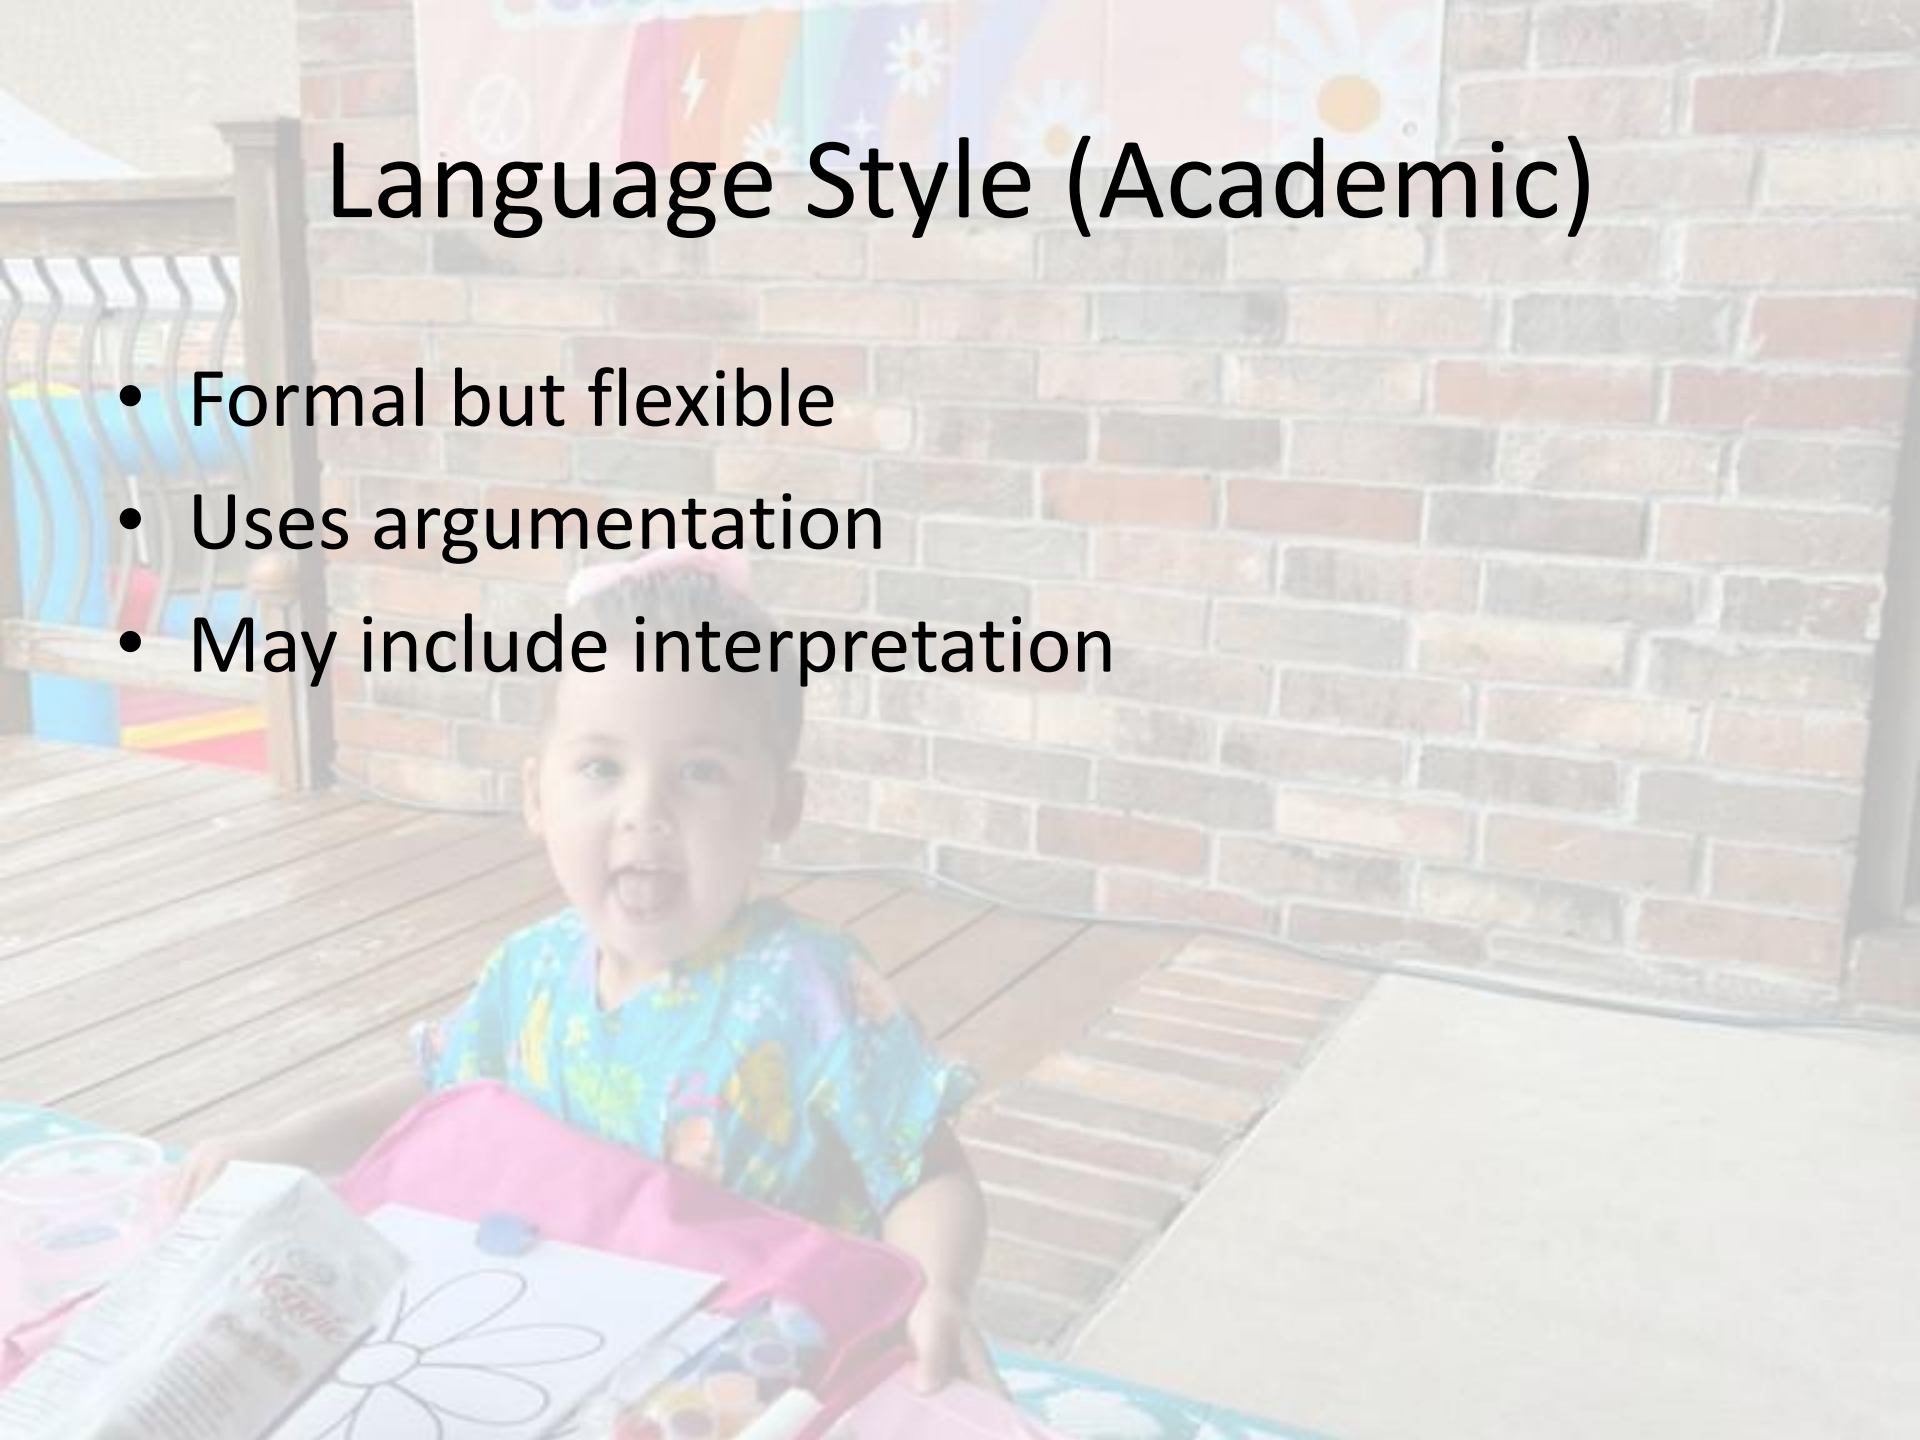 Language Style (Academic)
• Formal but flexible
• Uses argumentation
• May include interpretation